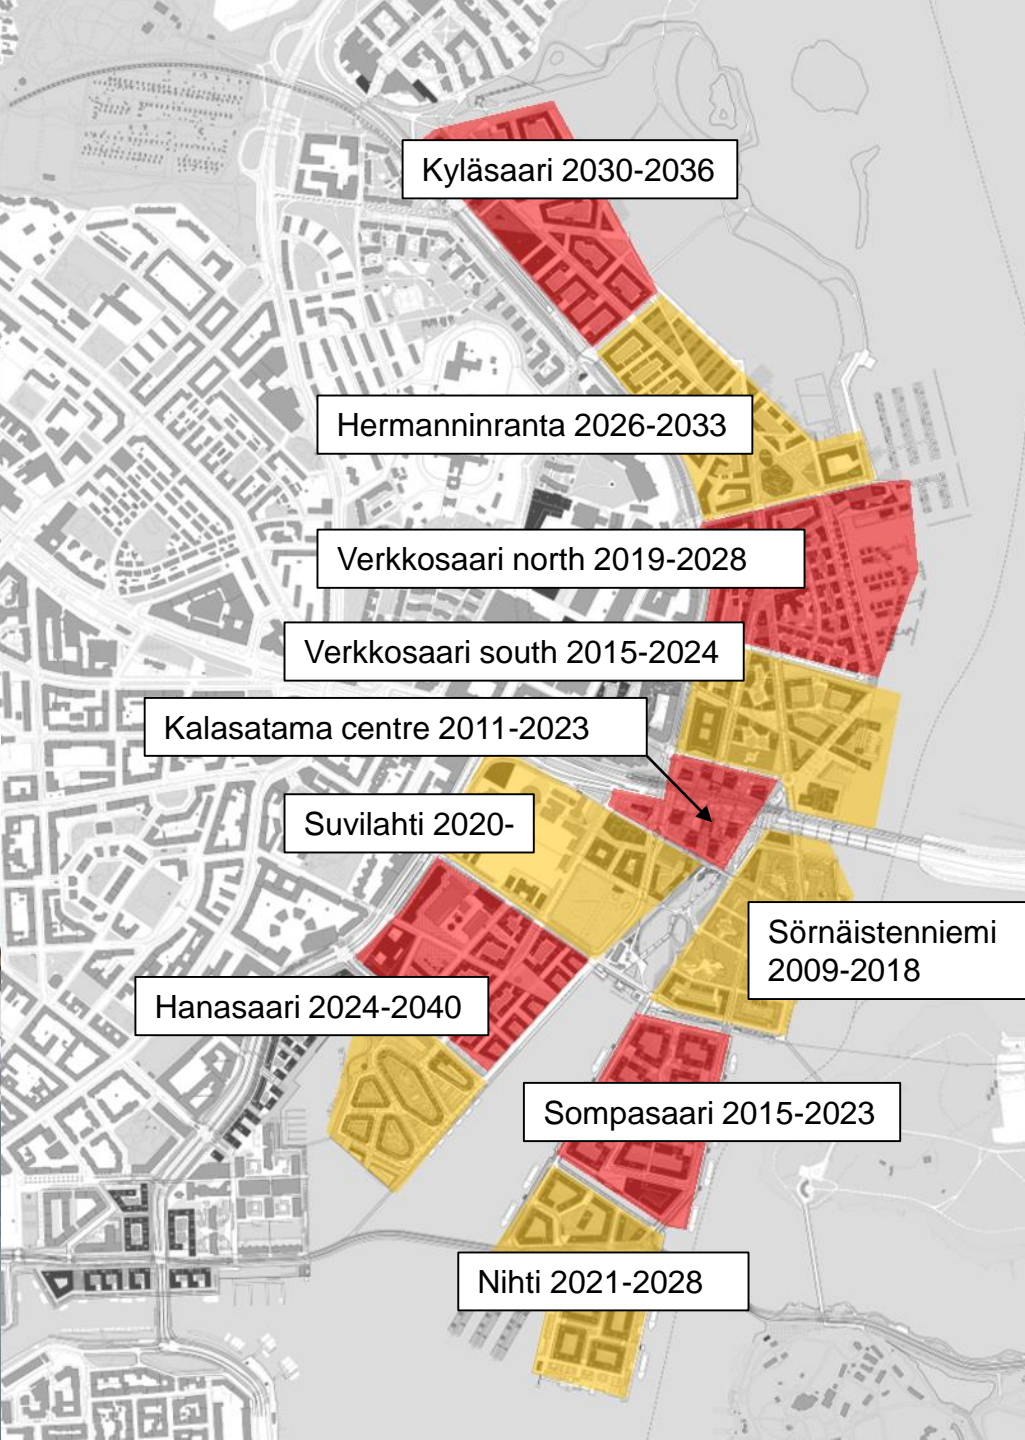 Kyläsaari 2030-2036
Hermanninranta 2026-2033
Verkkosaari north 2019-2028
Verkkosaari south 2015-2024
Kalasatama centre 2011-2023
Suvilahti 2020-
Sörnäistenniemi
2009-2018
Hanasaari 2024-2040
Sompasaari 2015-2023
Nihti 2021-2028